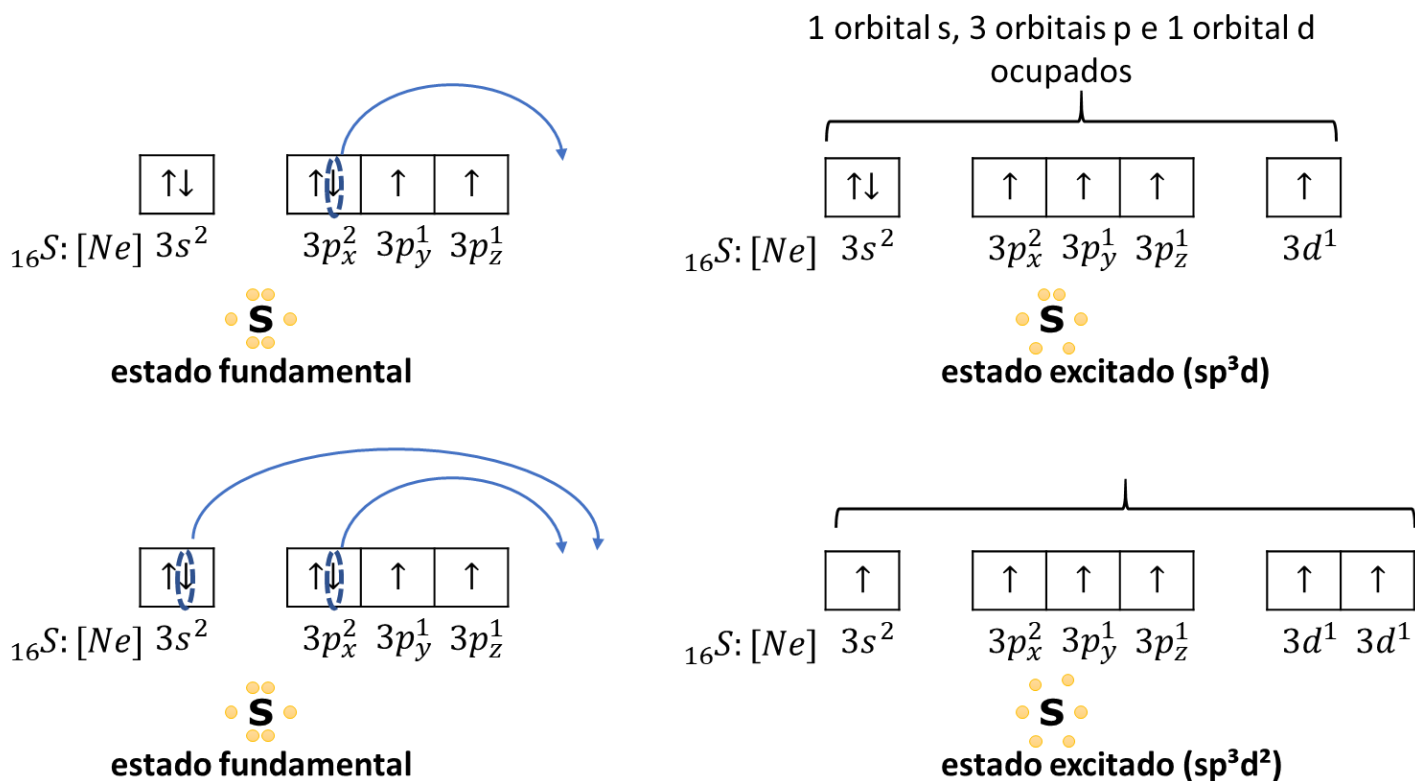 1 orbital s, 3 orbitais p e 1 orbital d
ocupados
↑↓ ↑↓ ↑ ↑
₁₆S: [Ne] 3s² 3pₓ² 3p_y¹ 3p_z¹
S
estado fundamental
↑↓ ↑ ↑ ↑ ↑
₁₆S: [Ne] 3s² 3pₓ² 3p_y¹ 3p_z¹ 3d¹
S
estado excitado (sp³d)
↑↓ ↑↓ ↑ ↑
₁₆S: [Ne] 3s² 3pₓ² 3p_y¹ 3p_z¹
S
estado fundamental
↑ ↑ ↑ ↑ ↑ ↑
₁₆S: [Ne] 3s² 3pₓ² 3p_y¹ 3p_z¹ 3d¹ 3d¹
S
estado excitado (sp³d²)